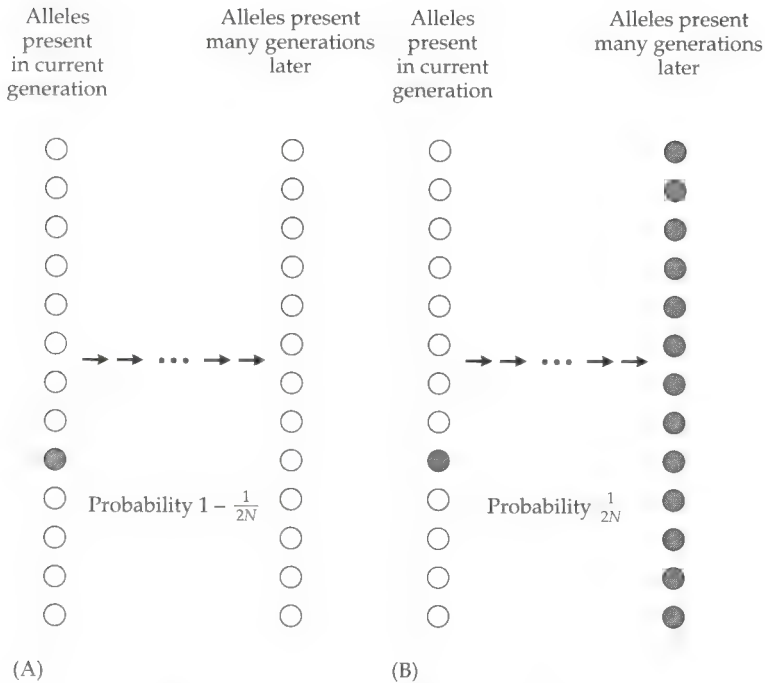 Alleles
present
in current
generation
Alleles present
many generations
later
Alleles
present
in current
generation
Alleles present
many generations
later
Probability 1 − 1/2N
Probability 1/2N
(A)
(B)